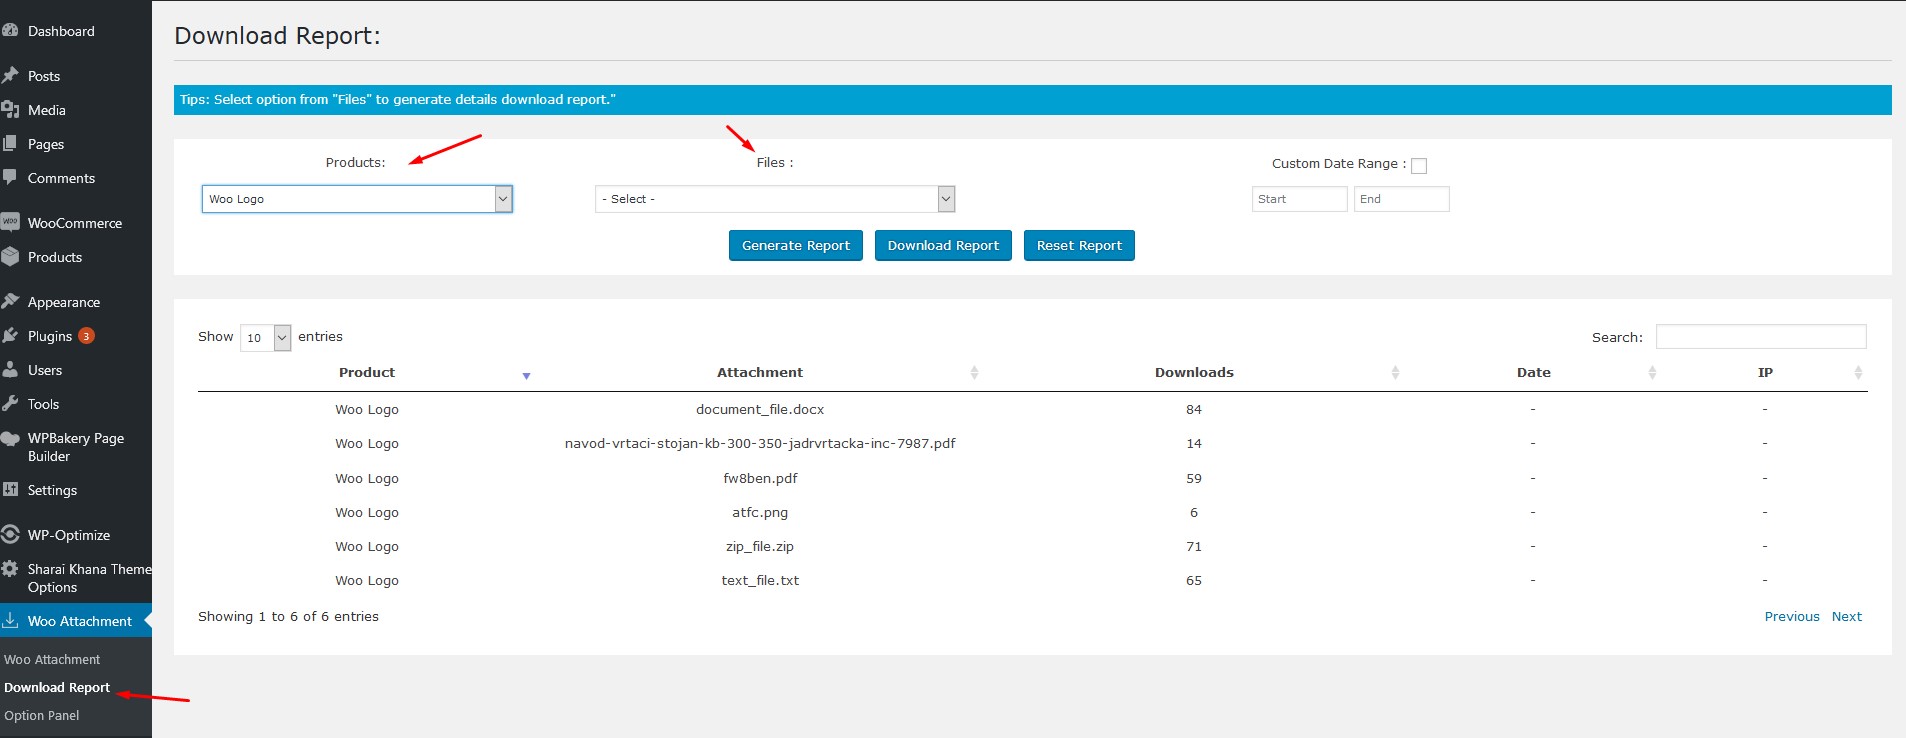 Dashboard
Posts
Media
Pages
Comments
WOO WooCommerce
Products
Appearance
Plugins 3
Users
Tools
WPBakery Page
Builder
Settings
WP-Optimize
Sharai Khana Theme
Options
Woo Attachment
Woo Attachment
Download Report
Option Panel
Download Report:
Tips: Select option from "Files" to generate details download report."
Products: Files : Custom Date Range :
Woo Logo - Select - Start End
Generate Report Download Report Reset Report
Show 10 entries Search:
Product Attachment Downloads Date IP
Woo Logo document_file.docx 84 - -
Woo Logo navod-vrtaci-stojan-kb-300-350-jadrvrtacka-inc-7987.pdf 14 - -
Woo Logo fw8ben.pdf 59 - -
Woo Logo atfc.png 6 - -
Woo Logo zip_file.zip 71 - -
Woo Logo text_file.txt 65 - -
Showing 1 to 6 of 6 entries Previous Next